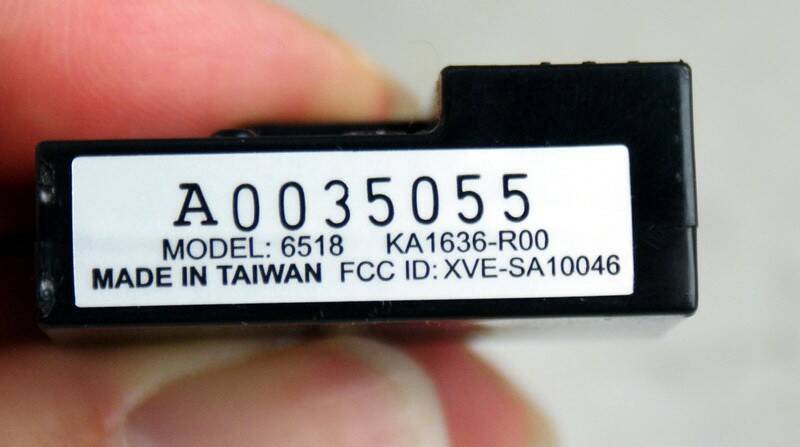 A0035055
MODEL: 6518 KA1636-R00
MADE IN TAIWAN FCC ID: XVE-SA10046